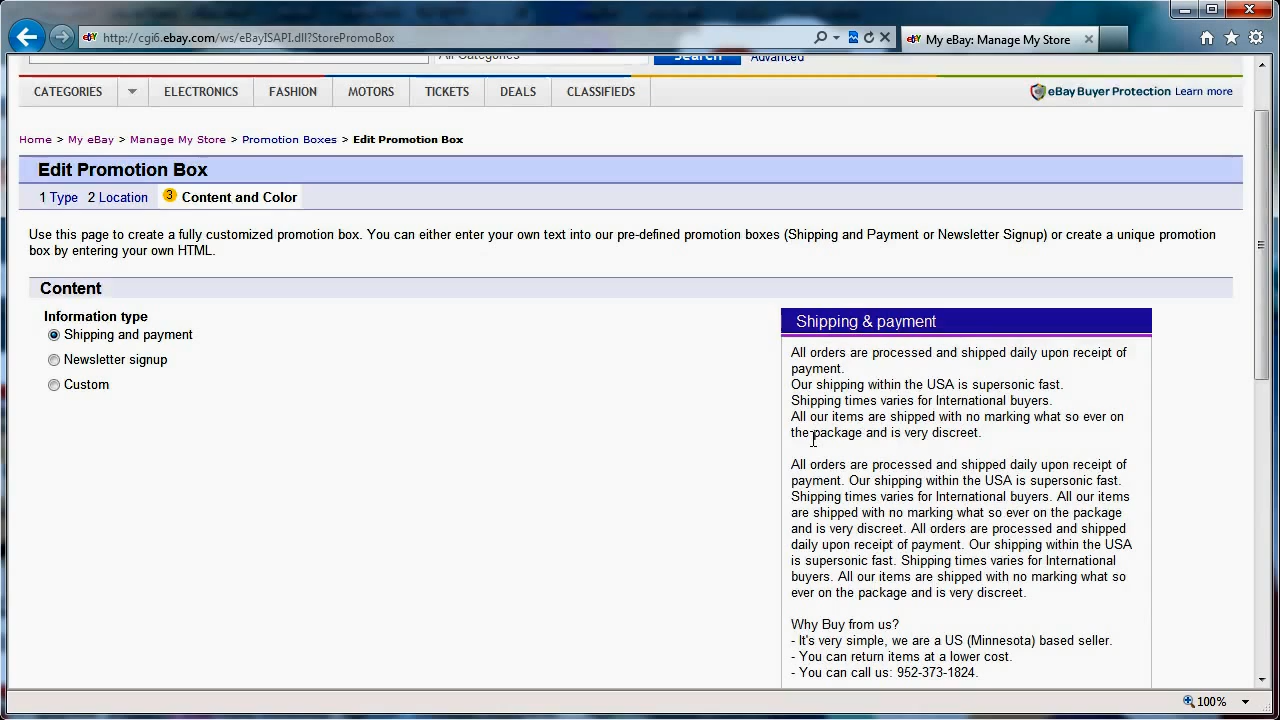 http://cgi6.ebay.com/ws/eBayISAPI.dll?StorePromoBox
My eBay: Manage My Store
All Categories
Search
Advanced
CATEGORIES
ELECTRONICS
FASHION
MOTORS
TICKETS
DEALS
CLASSIFIEDS
eBay Buyer Protection Learn more
Home > My eBay > Manage My Store > Promotion Boxes > Edit Promotion Box
Edit Promotion Box
1 Type 2 Location 3 Content and Color
Use this page to create a fully customized promotion box. You can either enter your own text into our pre-defined promotion boxes (Shipping and Payment or Newsletter Signup) or create a unique promotion
box by entering your own HTML.
Content
Information type
Shipping and payment
Newsletter signup
Custom
Shipping & payment
All orders are processed and shipped daily upon receipt of
payment.
Our shipping within the USA is supersonic fast.
Shipping times varies for International buyers.
All our items are shipped with no marking what so ever on
the package and is very discreet.
All orders are processed and shipped daily upon receipt of
payment. Our shipping within the USA is supersonic fast.
Shipping times varies for International buyers. All our items
are shipped with no marking what so ever on the package
and is very discreet. All orders are processed and shipped
daily upon receipt of payment. Our shipping within the USA
is supersonic fast. Shipping times varies for International
buyers. All our items are shipped with no marking what so
ever on the package and is very discreet.
Why Buy from us?
- It's very simple, we are a US (Minnesota) based seller.
- You can return items at a lower cost.
- You can call us: 952-373-1824.
100%